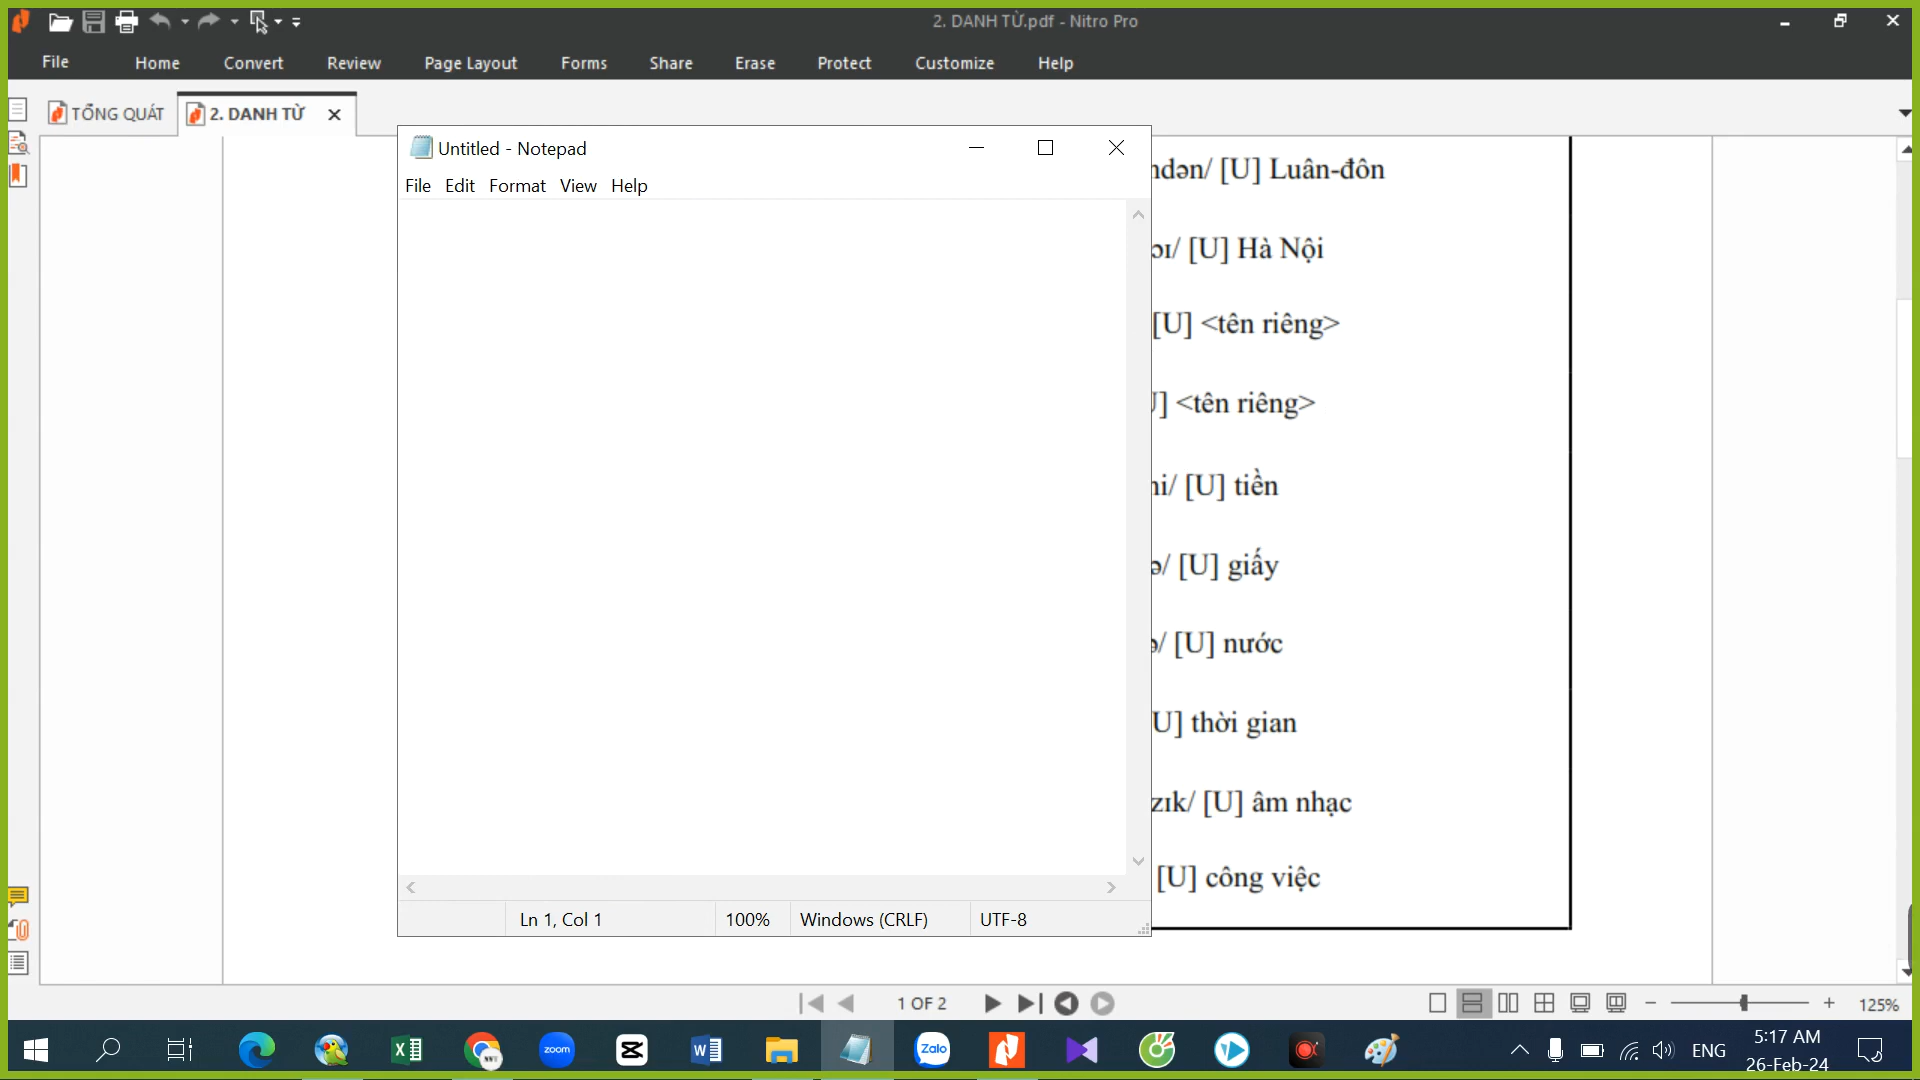 2. DANH TỪ.pdf - Nitro Pro
File Home Convert Review Page Layout Forms Share Erase Protect Customize Help
TỔNG QUÁT 2. DANH TỪ
Untitled - Notepad
File Edit Format View Help
ndən/ [U] Luân-đôn
ɔɪ/ [U] Hà Nội
[U] <tên riêng>
U] <tên riêng>
ni/ [U] tiền
ə/ [U] giấy
ə/ [U] nước
U] thời gian
zɪk/ [U] âm nhạc
[U] công việc
Ln 1, Col 1 100% Windows (CRLF) UTF-8
1 OF 2
125%
zoom
Zalo
ENG
5:17 AM
26-Feb-24